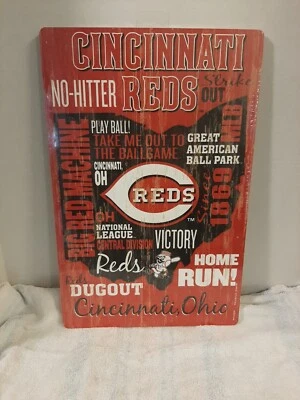 CINCINNATI
REDS
NO-HITTER
Strike
OUT
PLAY BALL!
TAKE ME OUT TO
THE BALLGAME
MLB
GREAT
AMERICAN
BALL PARK
CINCINNATI,
OH
BIG RED MACHINE
REDS
TM
Since
1869
OH
NATIONAL
LEAGUE
CENTRAL DIVISION
VICTORY
Reds
HOME
RUN!
Reds
DUGOUT
Cincinnati, Ohio